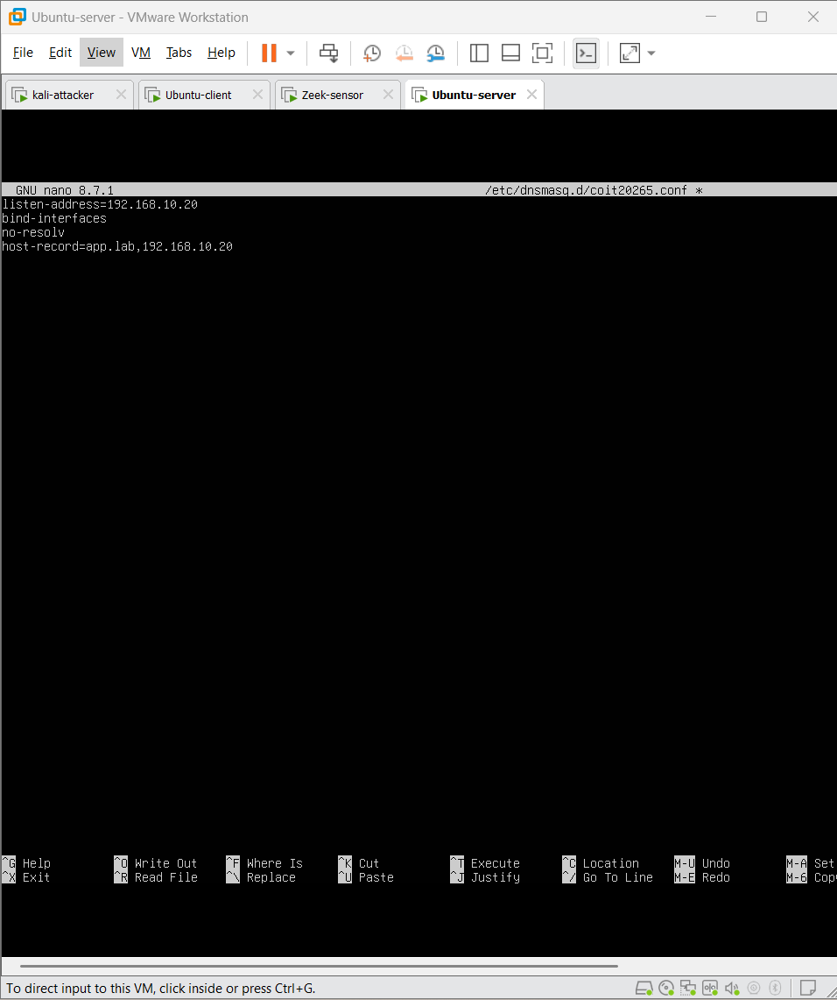 Ubuntu-server - VMware Workstation
File Edit View VM Tabs Help
kali-attacker Ubuntu-client Zeek-sensor Ubuntu-server
GNU nano 8.7.1 /etc/dnsmasq.d/coit20265.conf *
listen-address=192.168.10.20
bind-interfaces
no-resolv
host-record=app.lab,192.168.10.20
^G Help ^O Write Out ^F Where Is ^K Cut ^T Execute ^C Location M-U Undo M-A Set
^X Exit ^R Read File ^\ Replace ^U Paste ^J Justify ^/ Go To Line M-E Redo M-6
To direct input to this VM, click inside or press Ctrl+G.